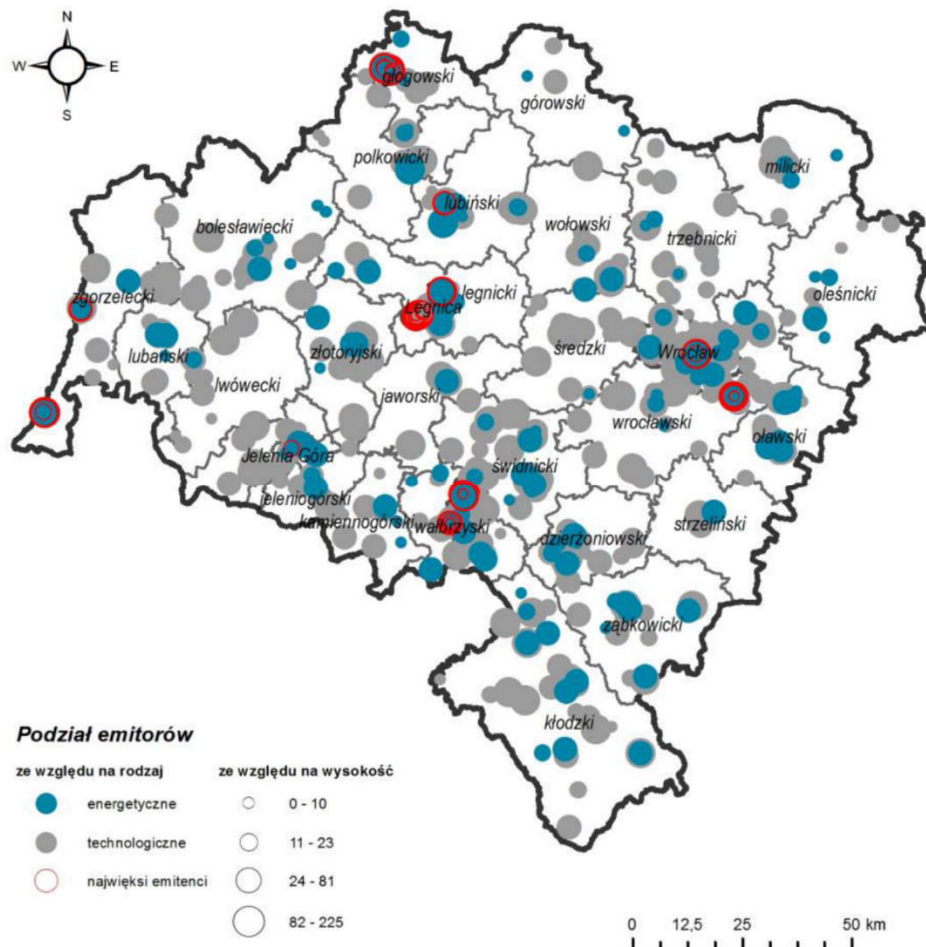 N
W E
S
głogowski
górowski
polkowicki
milicki
lubiński
bolesławiecki
wołowski
trzebnicki
zgorzelecki
legnicki
oleśnicki
Legnica
lubański
złotoryjski
średzki
Wrocław
lwówecki
jaworski
wrocławski
oławski
Jelenia Góra
świdnicki
jeleniogórski
kamiennogórski
wałbrzyski
strzeliński
dzierżoniowski
ząbkowicki
kłodzki
Podział emitorów
ze względu na rodzaj
energetyczne
technologiczne
najwięksi emitenci
ze względu na wysokość
0 - 10
11 - 23
24 - 81
82 - 225
0 12,5 25 50 km